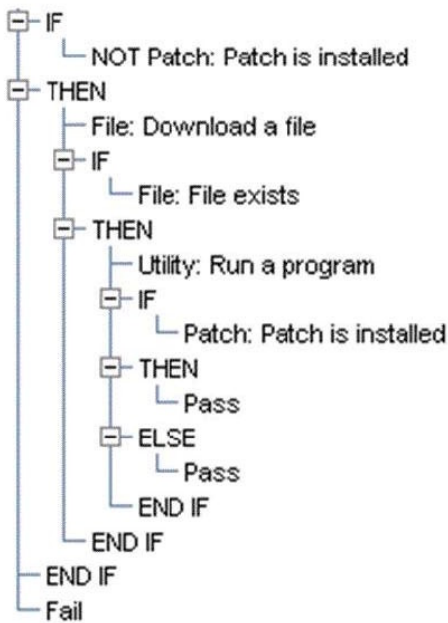 IF
NOT Patch: Patch is installed
THEN
File: Download a file
IF
File: File exists
THEN
Utility: Run a program
IF
Patch: Patch is installed
THEN
Pass
ELSE
Pass
END IF
END IF
END IF
Fail